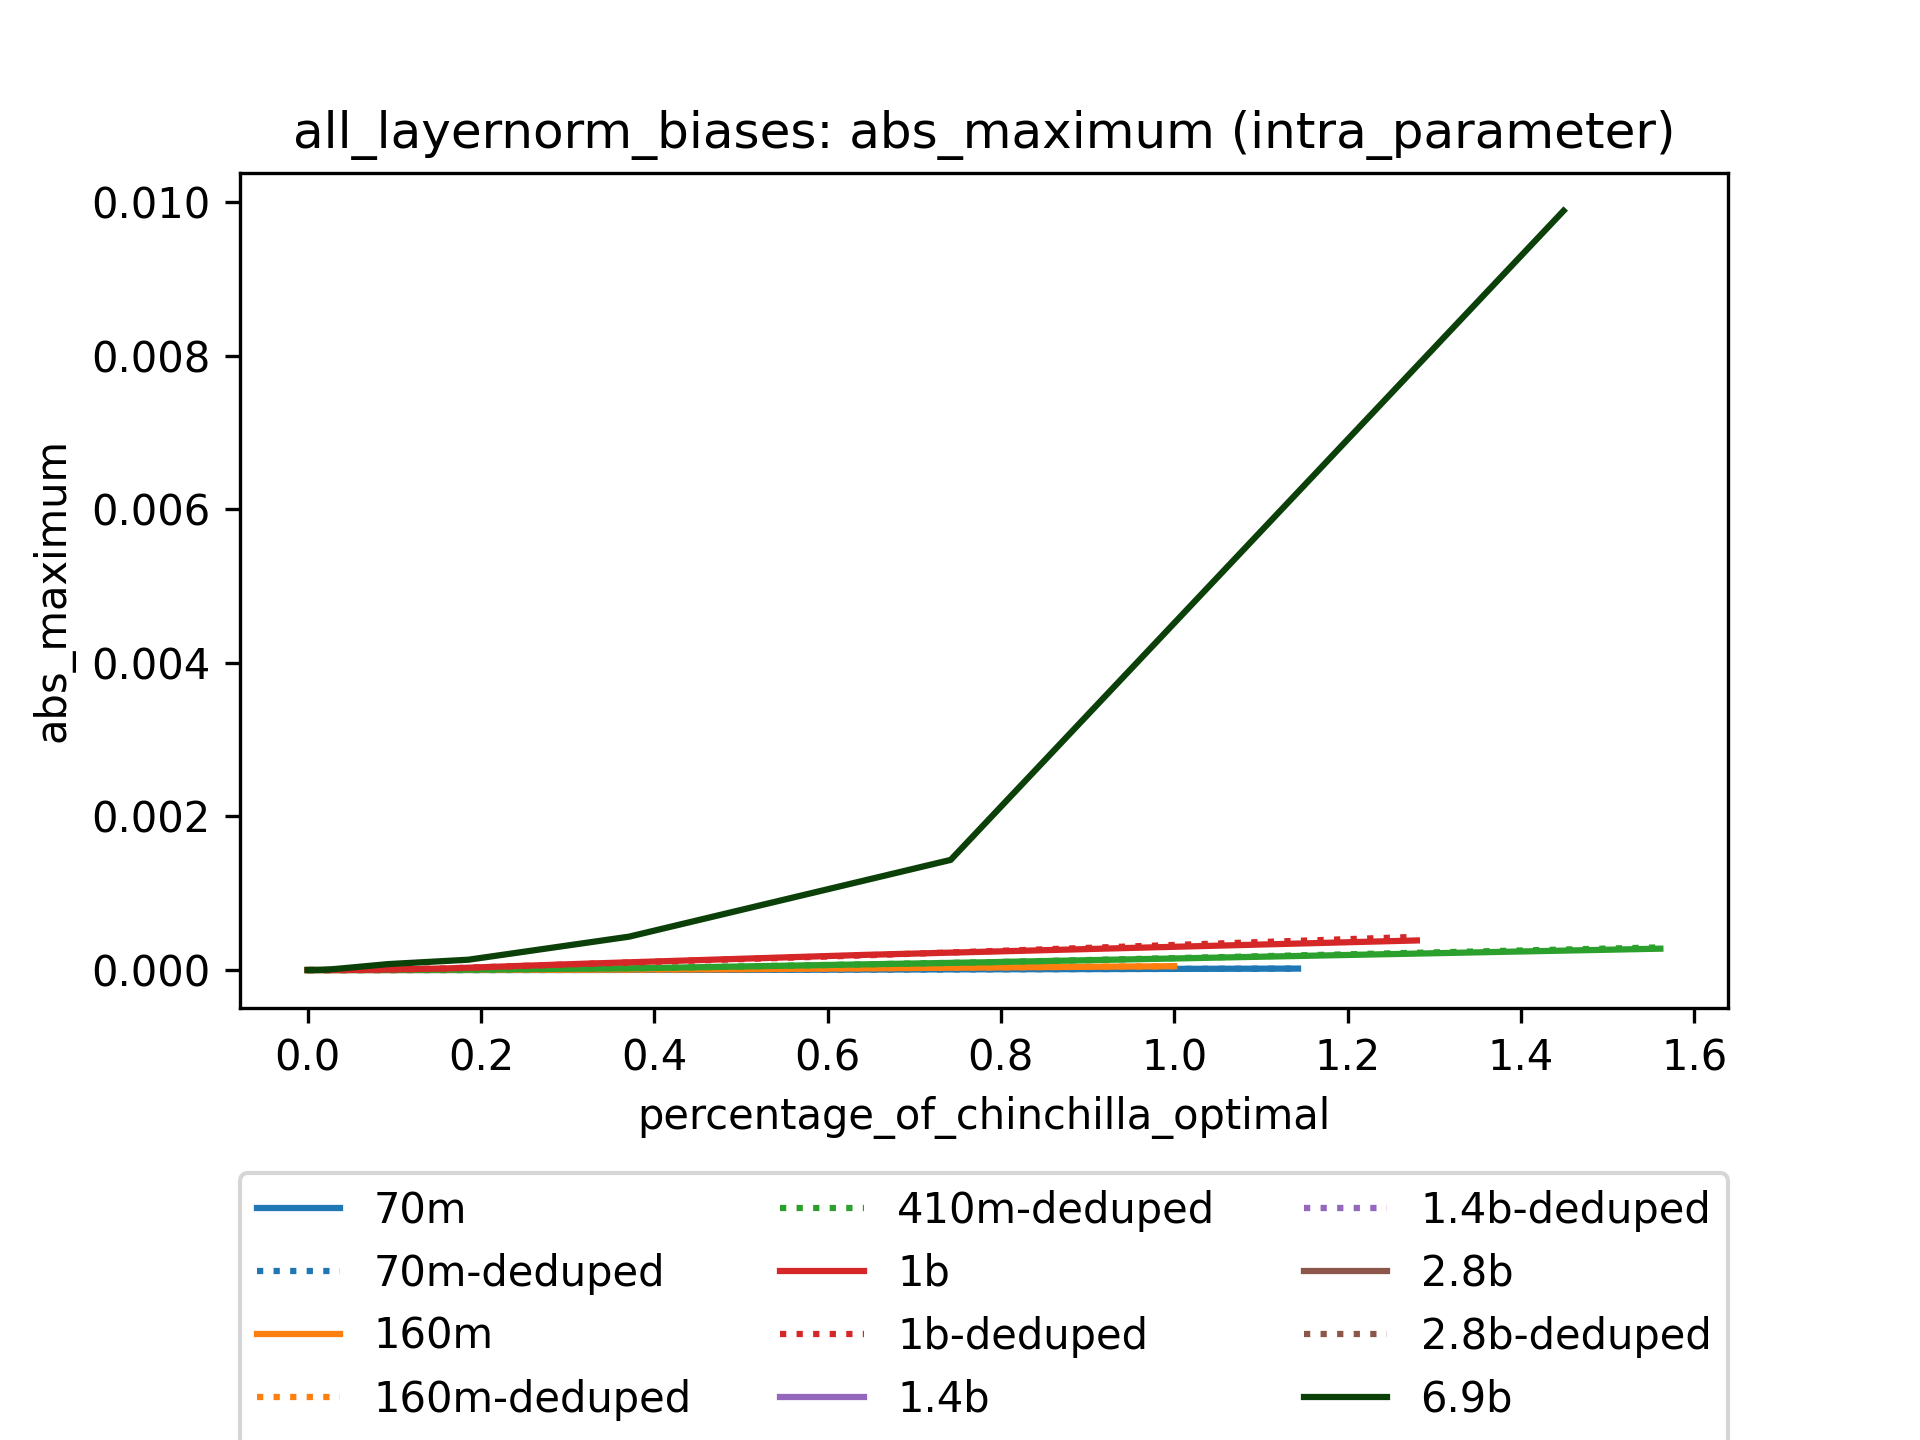 all_layernorm_biases: abs_maximum (intra_parameter)
0.010
0.008
0.006
0.004
0.002
0.000
abs_maximum
0.0 0.2 0.4 0.6 0.8 1.0 1.2 1.4 1.6
percentage_of_chinchilla_optimal
70m
70m-deduped
160m
160m-deduped
410m-deduped
1b
1b-deduped
1.4b
1.4b-deduped
2.8b
2.8b-deduped
6.9b